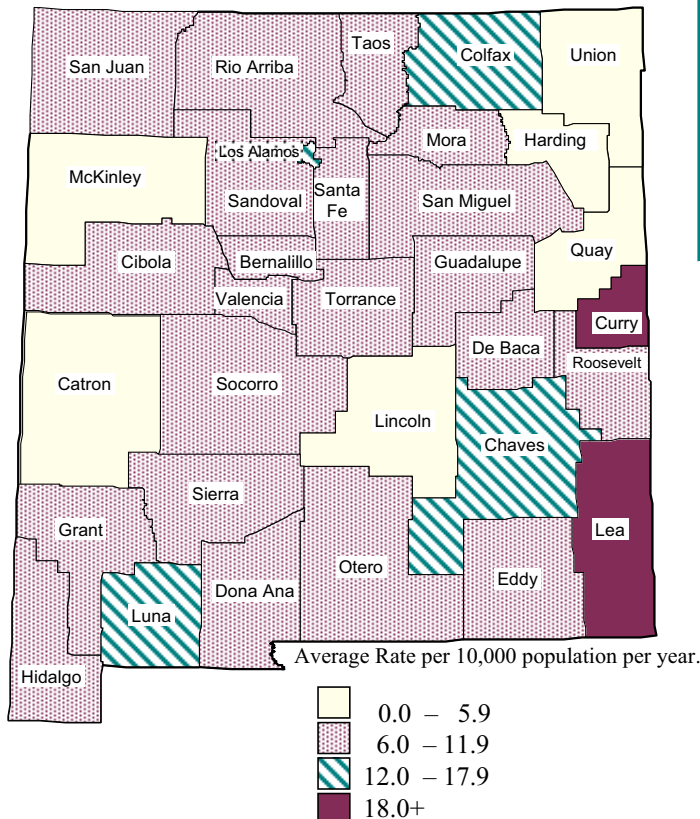 Taos
Colfax
Union
San Juan
Rio Arriba
Mora
Harding
Los Alamos
McKinley
Sandoval
Santa
Fe
San Miguel
Quay
Cibola
Bernalillo
Guadalupe
Valencia
Torrance
Curry
De Baca
Roosevelt
Catron
Socorro
Lincoln
Chaves
Sierra
Grant
Lea
Otero
Eddy
Dona Ana
Luna
Hidalgo
Average Rate per 10,000 population per year.
0.0 – 5.9
6.0 – 11.9
12.0 – 17.9
18.0+